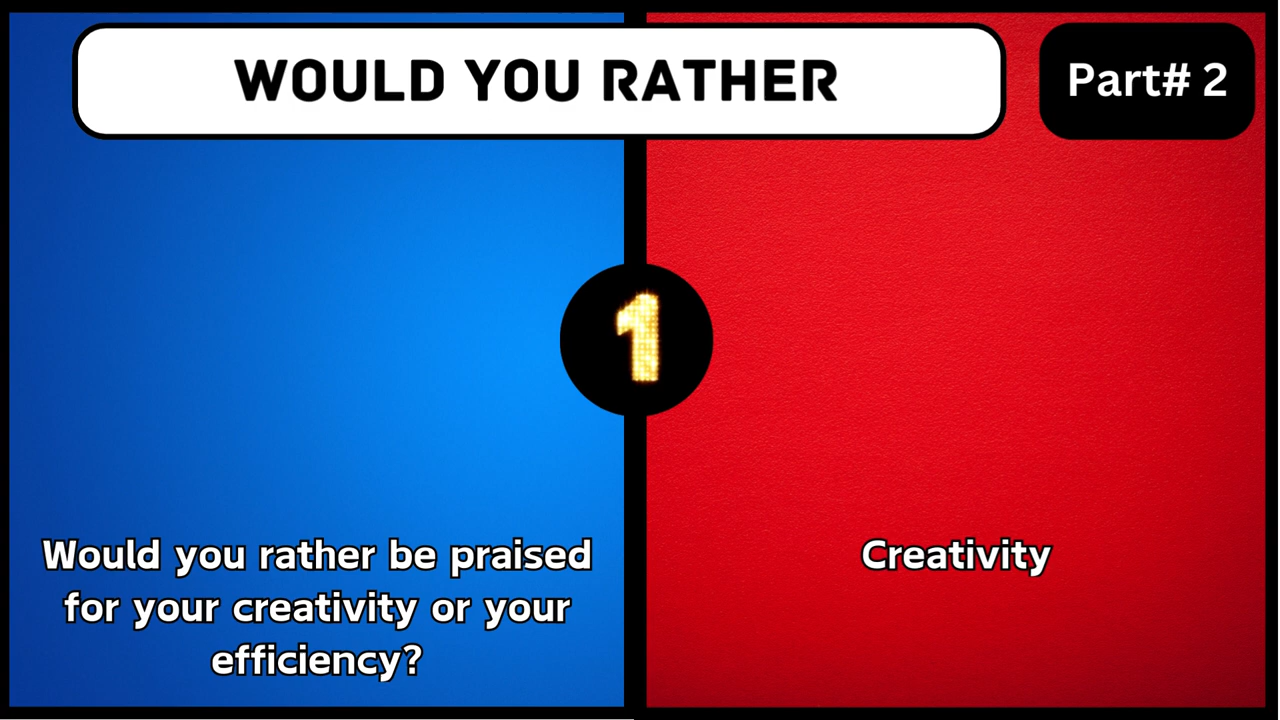 WOULD YOU RATHER
Part# 2
1
Would you rather be praised
for your creativity or your
efficiency?
Creativity